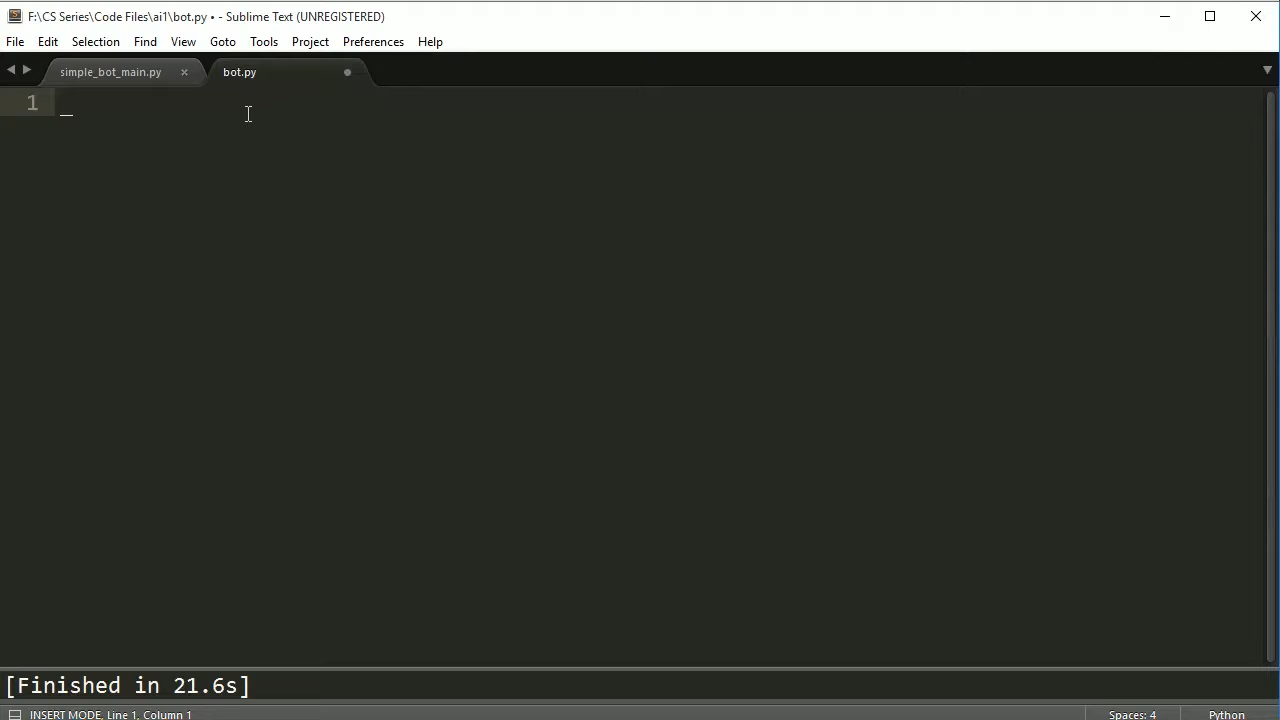 F:\CS Series\Code Files\ai1\bot.py • - Sublime Text (UNREGISTERED)
File Edit Selection Find View Goto Tools Project Preferences Help
simple_bot_main.py × bot.py
1
[Finished in 21.6s]
INSERT MODE, Line 1, Column 1 Spaces: 4 Python